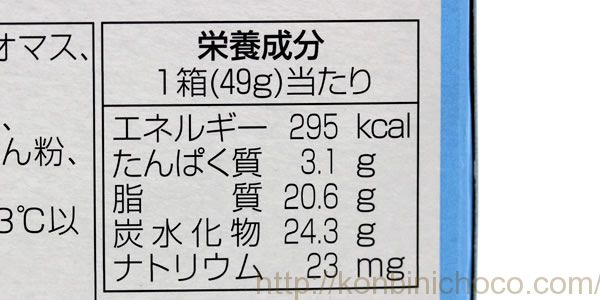 オマス、
、
ん粉、
3℃以
栄養成分
1箱(49g)当たり
エネルギー 295 kcal
たんぱく質 3.1 g
脂質 20.6 g
炭水化物 24.3 g
ナトリウム 23 mg
http://konbinichoco.com/